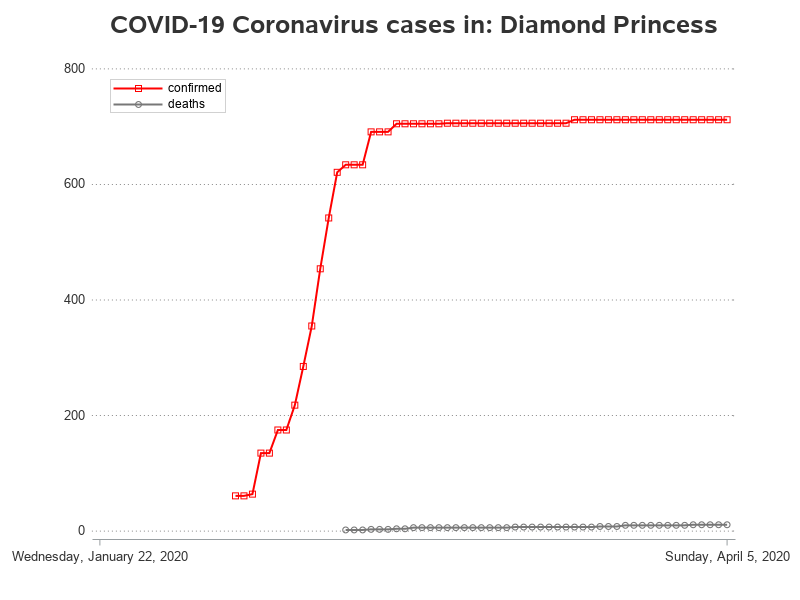 COVID-19 Coronavirus cases in: Diamond Princess
800
confirmed
deaths
600
400
200
0
Wednesday, January 22, 2020
Sunday, April 5, 2020